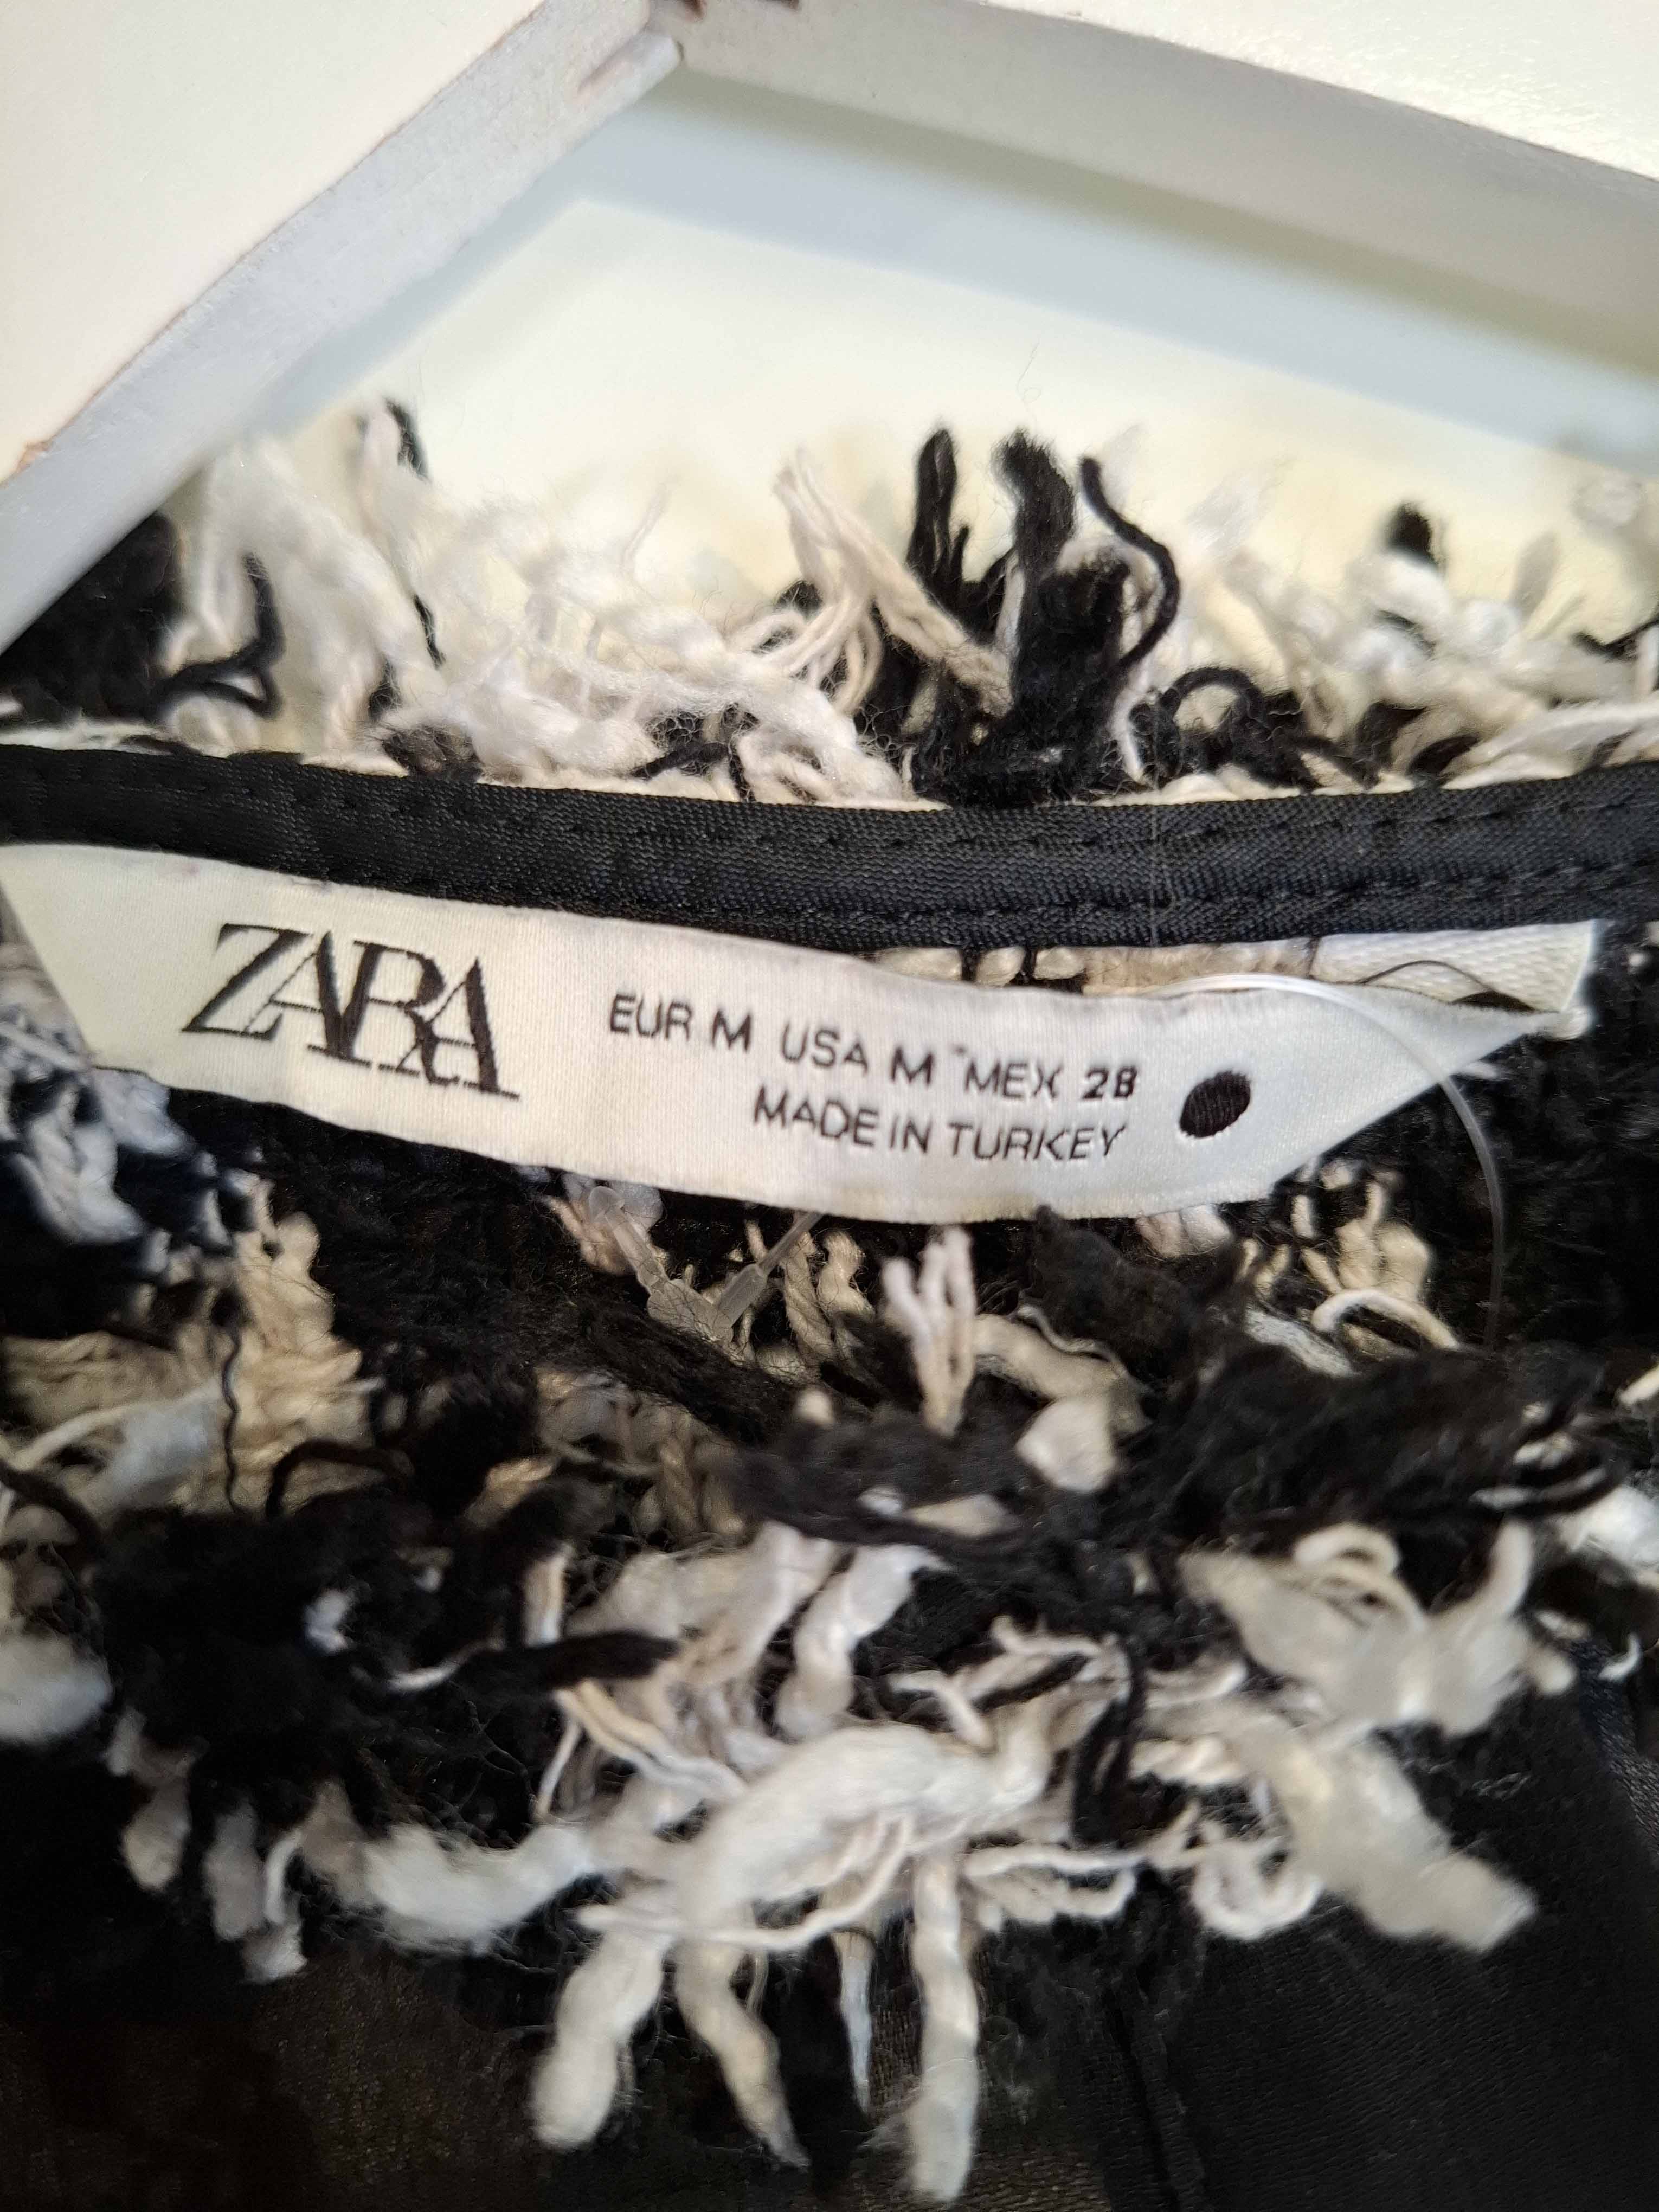 ZARA
EUR M USA M MEX 28
MADE IN TURKEY